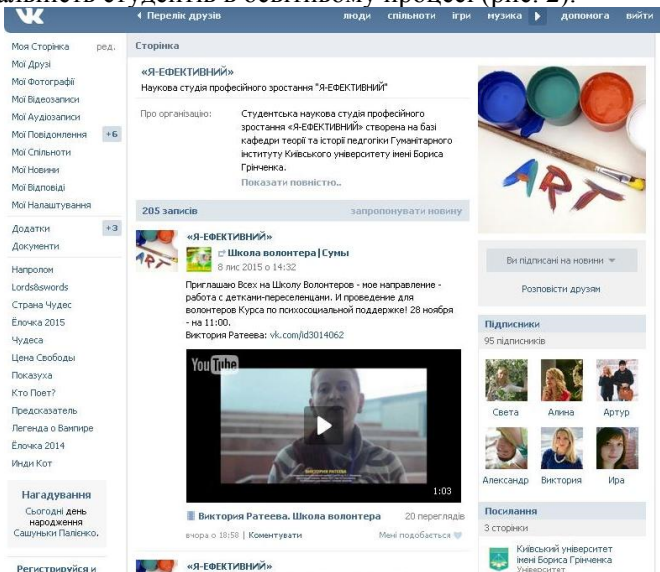 альність студентів в освітньому процесі (рис. 2).
Перелік друзів люди спільноти ігри музика допомога вийти
Моя Сторінка ред.
Мої Друзі
Мої Фотографії
Мої Відеозаписи
Мої Аудіозаписи
Мої Повідомлення +6
Мої Спільноти
Мої Новини
Мої Відповіді
Мої Налаштування
Додатки +3
Документи
Напролом
Lords&swords
Страна Чудес
Ёлочка 2015
Чудеса
Цена Свободы
Показуха
Кто Поет?
Предсказатель
Легенда о Вампире
Ёлочка 2014
Инди Кот
Нагадування
Сьогодні день
народження
Сашуньки Палієнко.
Регистрируйся и
Сторінка
«Я-ЕФЕКТИВНИЙ»
Наукова студія професійного зростання "Я-ЕФЕКТИВНИЙ"
Про організацію: Студентська наукова студія професійного
зростання «Я-ЕФЕКТИВНИЙ» створена на базі
кафедри теорії та історії педгогіки Гуманітарного
інституту Київського університету імені Бориса
Грінченка.
Показати повністю..
205 записів запропонувати новину
«Я-ЕФЕКТИВНИЙ»
Школа волонтера|Сумы
8 лис 2015 о 14:32
Приглашаю Всех на Школу Волонтеров - мое направление -
работа с детками-переселенцами. И проведение для
волонтеров Курса по психосоциальной поддержке! 28 ноября
- на 11:00.
Виктория Ратеева: vk.com/id3014062
YouTube
ВИКТОРИЯ РАТЕЕВА
1:03
Виктория Ратеева. Школа волонтера 20 переглядів
вчора о 18:58 | Коментувати Мені подобається
«Я-ЕФЕКТИВНИЙ»
ART
Ви підписані на новини
Розповісти друзям
Підписники
95 підписників
Света Алина Артур
Александр Виктория Ира
Посилання
3 сторінки
Київський університет
імені Бориса Грінченка
Університет